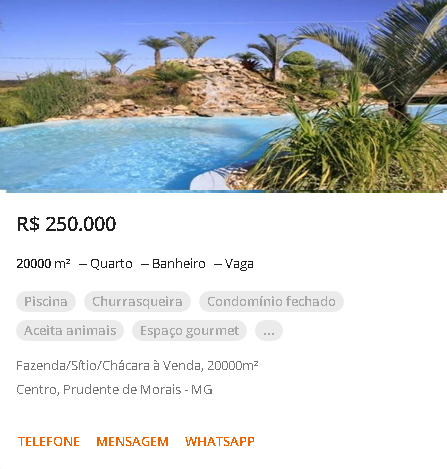 R$ 250.000
20000 m² -- Quarto -- Banheiro -- Vaga
Piscina Churrasqueira Condomínio fechado
Aceita animais Espaço gourmet ...
Fazenda/Sítio/Chácara à Venda, 20000m²
Centro, Prudente de Morais - MG
TELEFONE MENSAGEM WHATSAPP